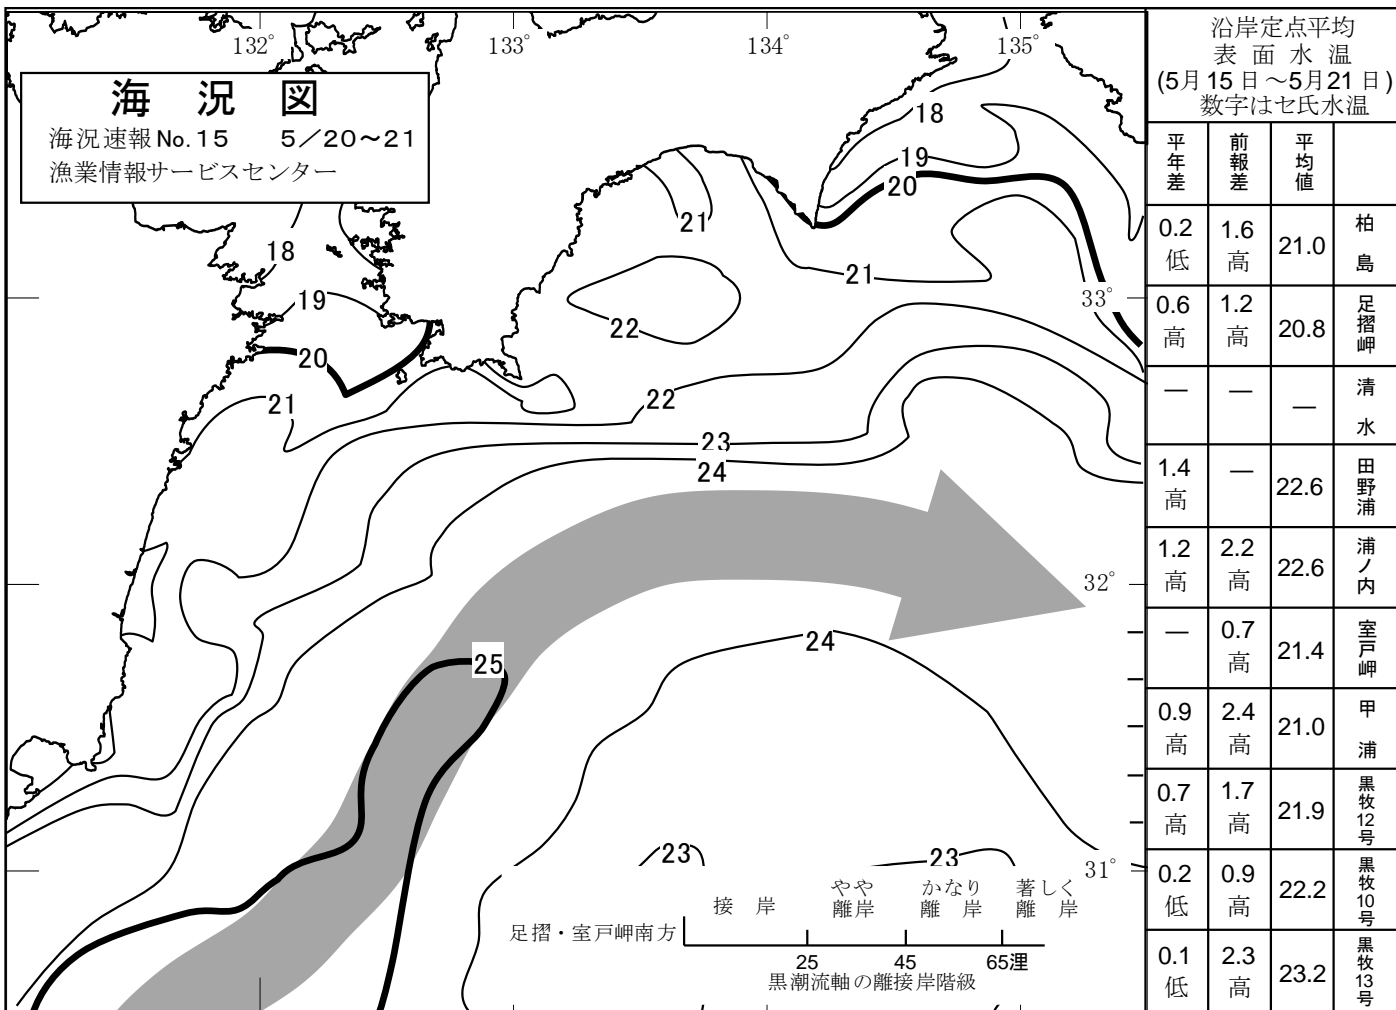 海況図
海況速報No.15 5/20～21
漁業情報サービスセンター
132°
133°
134°
135°
33°
32°
31°
18
19
20
21
18
19
20
21
21
22
22
23
24
25
24
23
23
接岸
やや離岸
かなり離岸
著しく離岸
足摺・室戸岬南方
25 45 65浬
黒潮流軸の離接岸階級
沿岸定点平均
表面水温
(5月15日～5月21日)
数字はセ氏水温
平年差 前報差 平均値
0.2低 1.6高 21.0 柏島
0.6高 1.2高 20.8 足摺岬
― ― ― 清水
1.4高 ― 22.6 田野浦
1.2高 2.2高 22.6 浦ノ内
― 0.7高 21.4 室戸岬
0.9高 2.4高 21.0 甲浦
0.7高 1.7高 21.9 黒牧12号
0.2低 0.9高 22.2 黒牧10号
0.1低 2.3高 23.2 黒牧13号